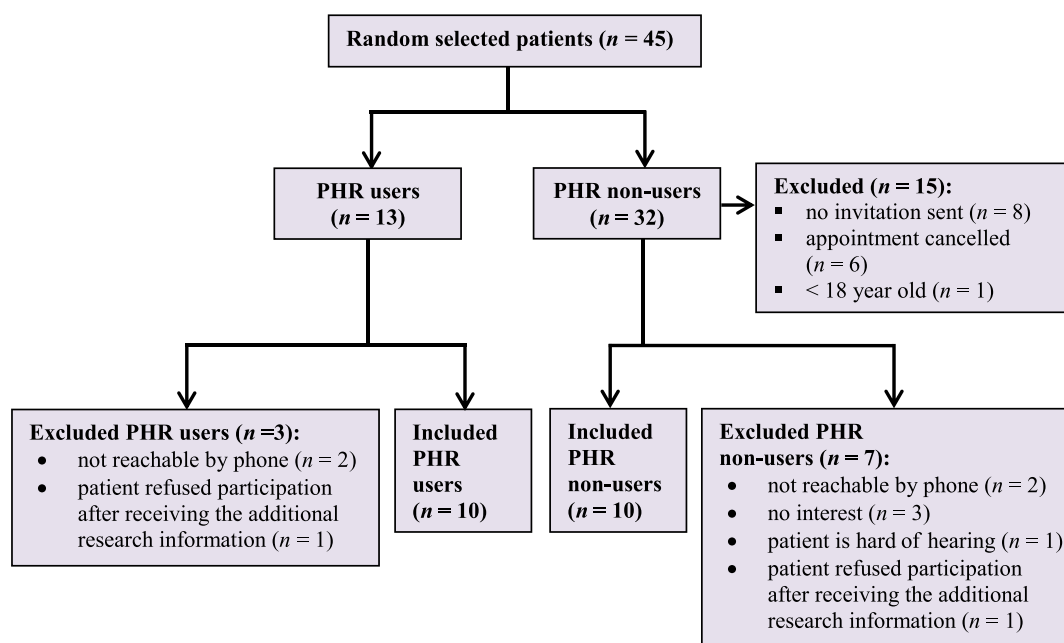 Random selected patients (n = 45)
PHR users
(n = 13)
PHR non-users
(n = 32)
Excluded (n = 15):
▪ no invitation sent (n = 8)
▪ appointment cancelled
(n = 6)
▪ < 18 year old (n = 1)
Excluded PHR users (n =3):
• not reachable by phone (n = 2)
• patient refused participation
after receiving the additional
research information (n = 1)
Included
PHR
users
(n = 10)
Included
PHR
non-users
(n = 10)
Excluded PHR
non-users (n = 7):
• not reachable by phone (n = 2)
• no interest (n = 3)
• patient is hard of hearing (n = 1)
• patient refused participation
after receiving the additional
research information (n = 1)